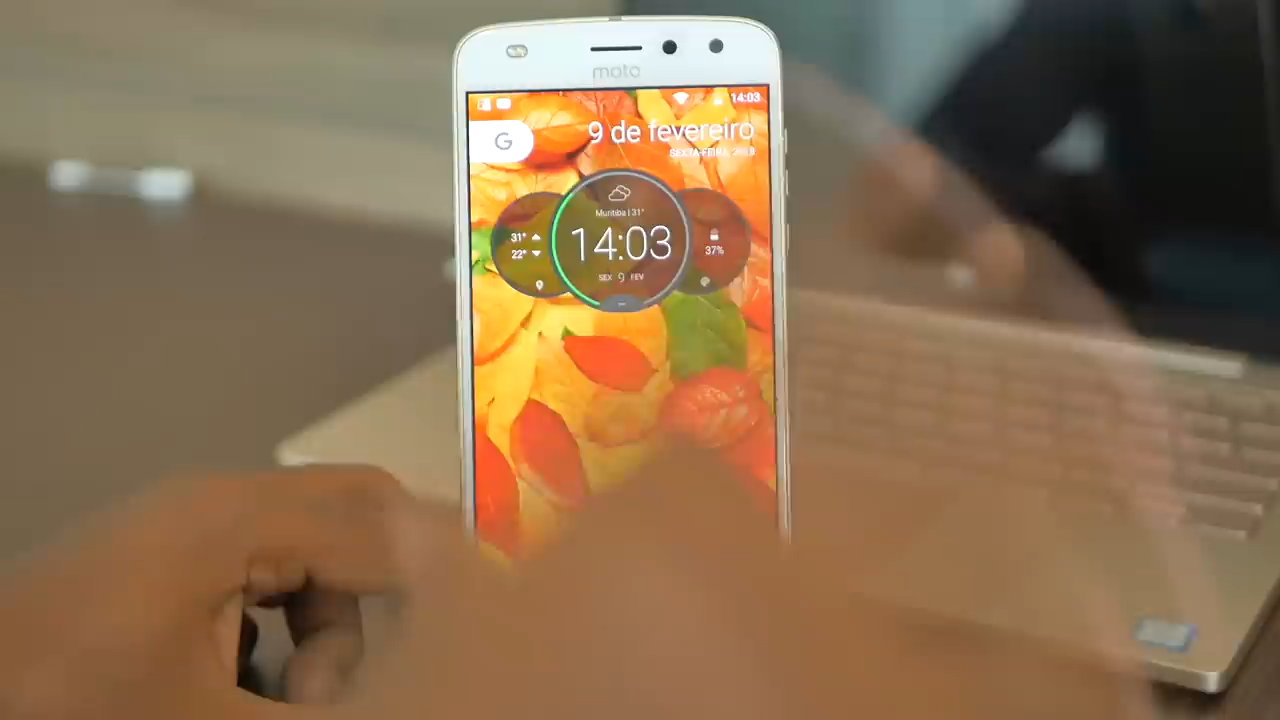 moto
14:03
G
9 de fevereiro
SEXTA-FEIRA, 2018
Muritiba | 31°
31°
22°
14:03
SEX 9 FEV
37%